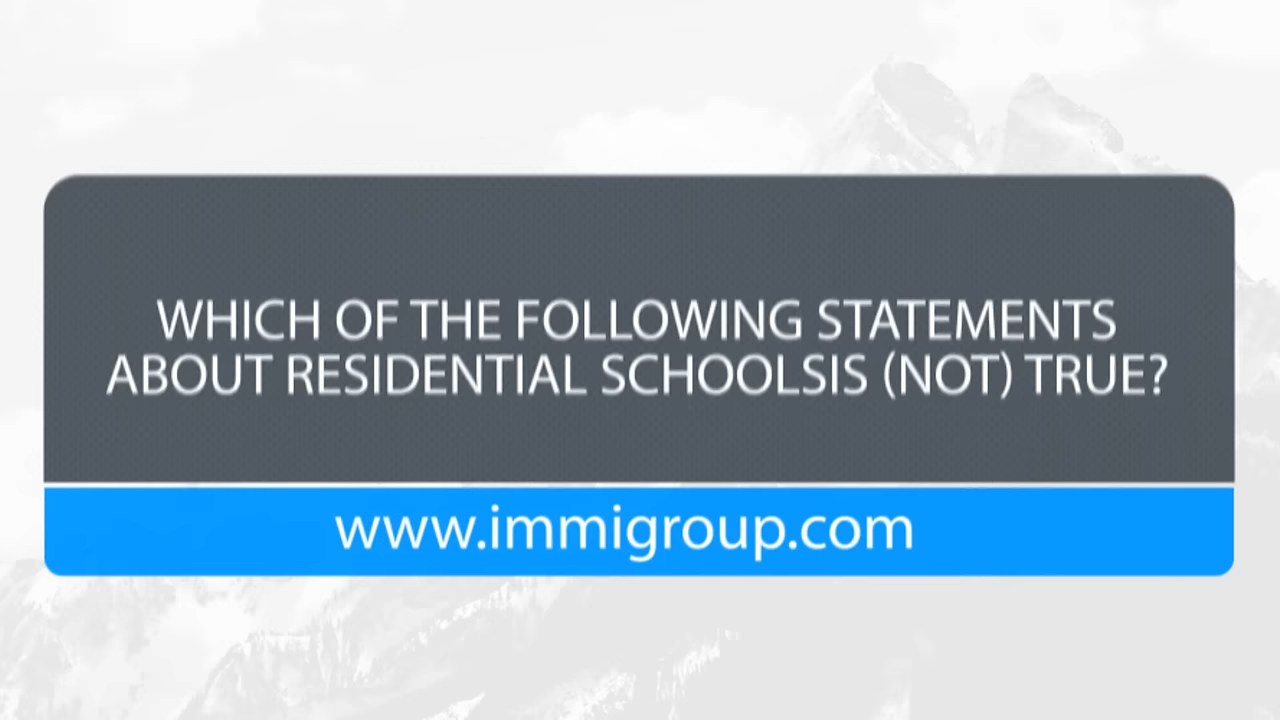 WHICH OF THE FOLLOWING STATEMENTS
ABOUT RESIDENTIAL SCHOOLSIS (NOT) TRUE?
www.immigroup.com